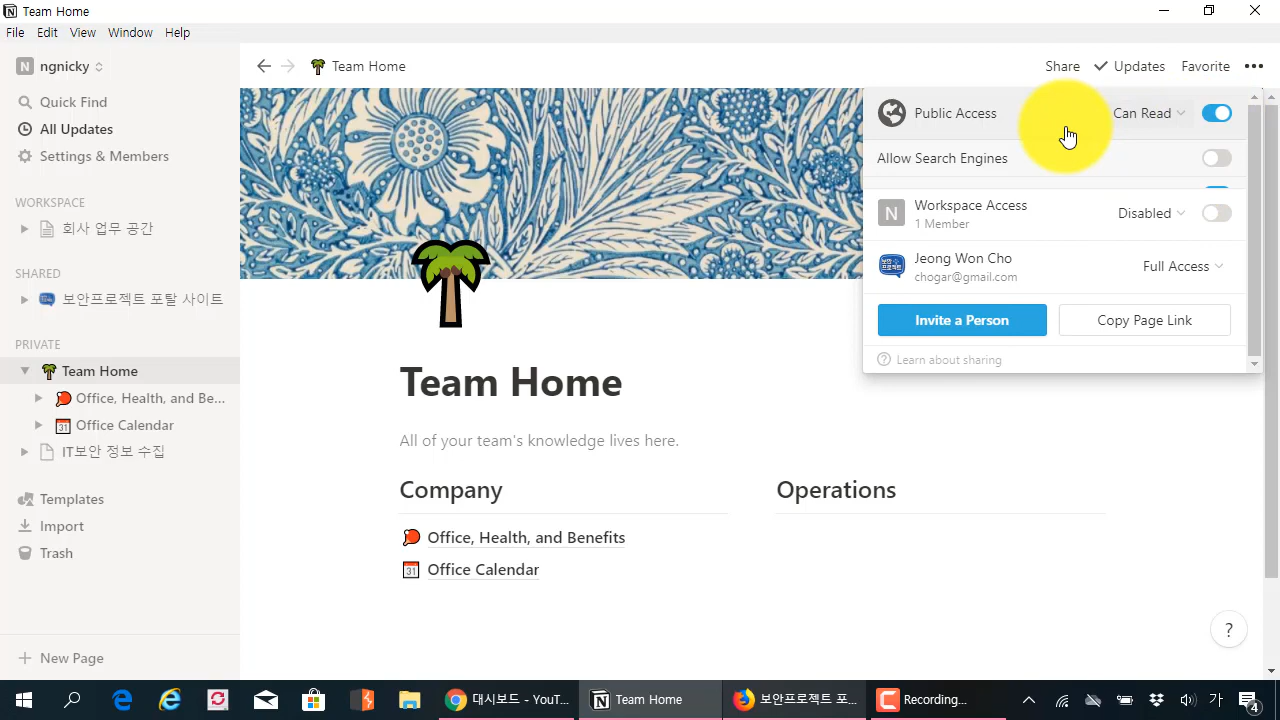 Team Home
File Edit View Window Help
N ngnicky
Quick Find
All Updates
Settings & Members
WORKSPACE
회사 업무 공간
SHARED
보안프로젝트 포탈 사이트
PRIVATE
Team Home
Office, Health, and Be...
Office Calendar
IT보안 정보 수집
Templates
Import
Trash
New Page
Team Home
Share Updates Favorite
Public Access Can Read
Allow Search Engines
N Workspace Access Disabled
1 Member
Jeong Won Cho Full Access
chogar@gmail.com
Invite a Person Copy Page Link
Learn about sharing
Team Home
All of your team's knowledge lives here.
Company
Office, Health, and Benefits
Office Calendar
Operations
?
대시보드 - YouT... Team Home 보안프로젝트 포... Recording... 가 4